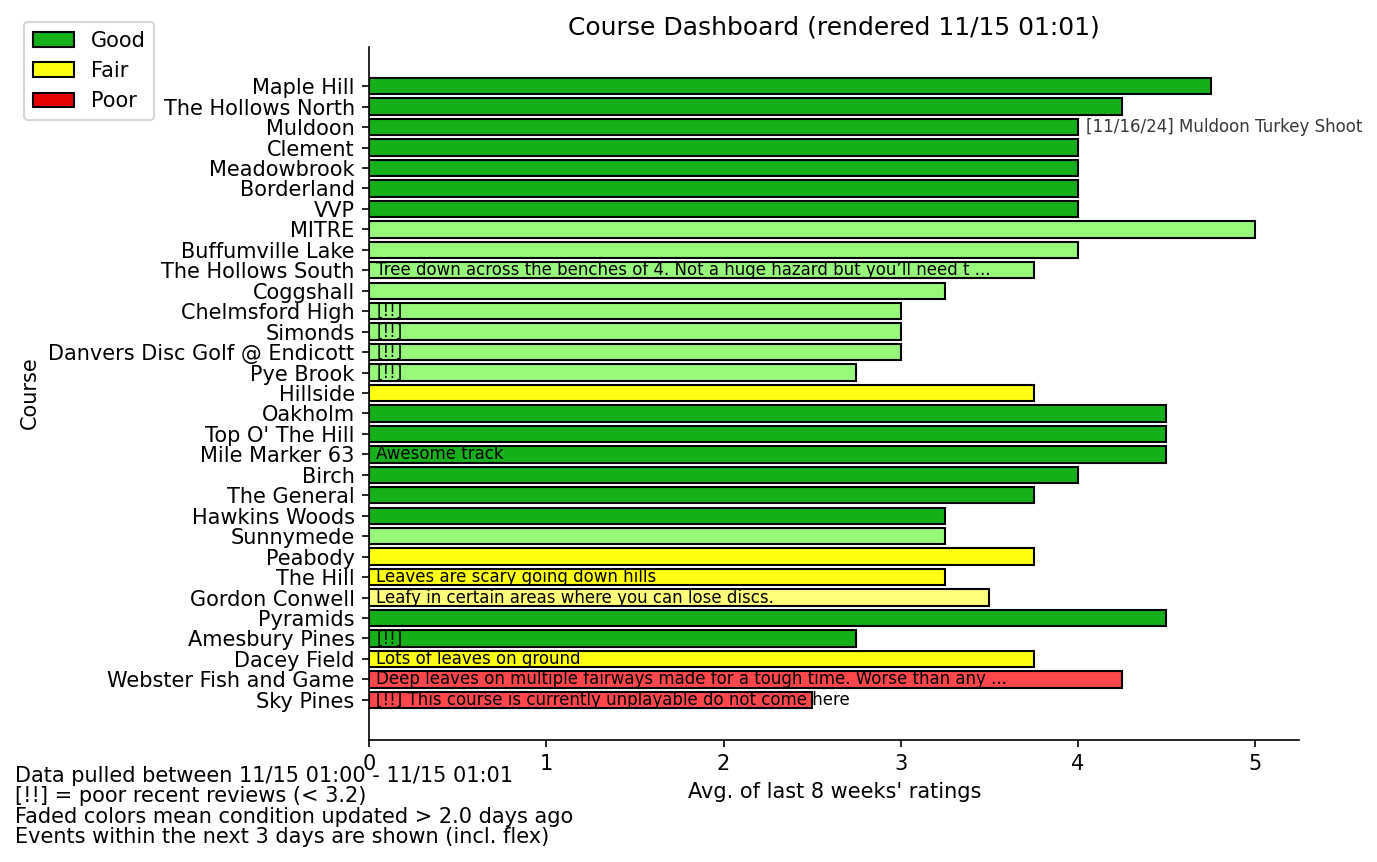 Course Dashboard (rendered 11/15 01:01)
Good
Fair
Poor
Course
Maple Hill
The Hollows North
Muldoon [11/16/24] Muldoon Turkey Shoot
Clement
Meadowbrook
Borderland
VVP
MITRE
Buffumville Lake
The Hollows South Tree down across the benches of 4. Not a huge hazard but you’ll need t ...
Coggshall
Chelmsford High [!!]
Simonds [!!]
Danvers Disc Golf @ Endicott [!!]
Pye Brook [!!]
Hillside
Oakholm
Top O' The Hill
Mile Marker 63 Awesome track
Birch
The General
Hawkins Woods
Sunnymede
Peabody
The Hill Leaves are scary going down hills
Gordon Conwell Leafy in certain areas where you can lose discs.
Pyramids
Amesbury Pines [!!]
Dacey Field Lots of leaves on ground
Webster Fish and Game Deep leaves on multiple fairways made for a tough time. Worse than any ...
Sky Pines [!!] This course is currently unplayable do not come here
0 1 2 3 4 5
Avg. of last 8 weeks' ratings
Data pulled between 11/15 01:00 - 11/15 01:01
[!!] = poor recent reviews (< 3.2)
Faded colors mean condition updated > 2.0 days ago
Events within the next 3 days are shown (incl. flex)